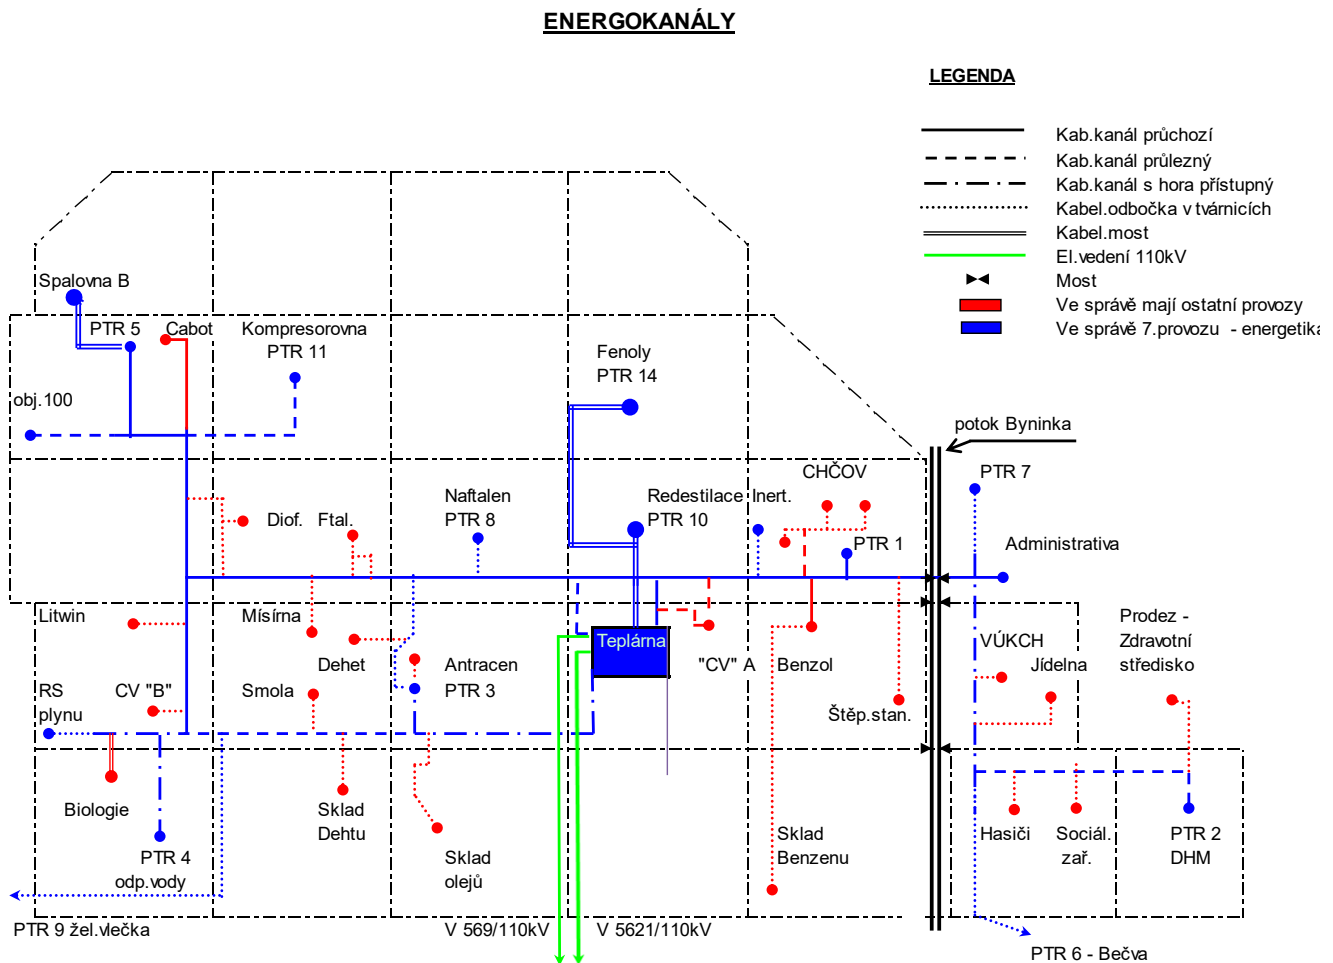 ENERGOKANÁLY
LEGENDA
Kab.kanál průchozí
Kab.kanál průlezný
Kab.kanál s hora přístupný
Kabel.odbočka v tvárnicích
Kabel.most
El.vedení 110kV
Most
Ve správě mají ostatní provozy
Ve správě 7.provozu - energetika
Spalovna B
PTR 5
Cabot
Kompresorovna
PTR 11
Fenoly
PTR 14
obj.100
potok Byninka
CHČOV
PTR 7
Naftalen
PTR 8
Redestilace
PTR 10
Inert.
Diof.
Ftal.
PTR 1
Administrativa
Litwin
Mísírna
Dehet
Teplárna
Prodez -
Zdravotní
středisko
VÚKCH
Jídelna
Antracen
PTR 3
"CV" A
Benzol
RS
plynu
CV "B"
Smola
Štěp.stan.
Biologie
Sklad
Dehtu
Sklad
olejů
Sklad
Benzenu
Hasiči
Sociál.
zař.
PTR 2
DHM
PTR 4
odp.vody
PTR 9 žel.vlečka
V 569/110kV
V 5621/110kV
PTR 6 - Bečva